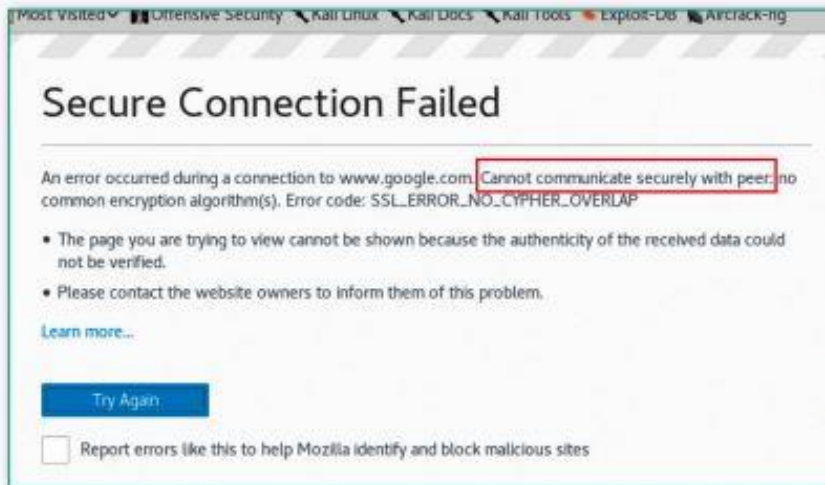 Most Visited Offensive Security Kali Linux Kali Docs Kali Tools Exploit-DB Aircrack-ng
Secure Connection Failed
An error occurred during a connection to www.google.com. Cannot communicate securely with peer: no
common encryption algorithm(s). Error code: SSL_ERROR_NO_CYPHER_OVERLAP
• The page you are trying to view cannot be shown because the authenticity of the received data could
not be verified.
• Please contact the website owners to inform them of this problem.
Learn more...
Try Again
Report errors like this to help Mozilla identify and block malicious sites